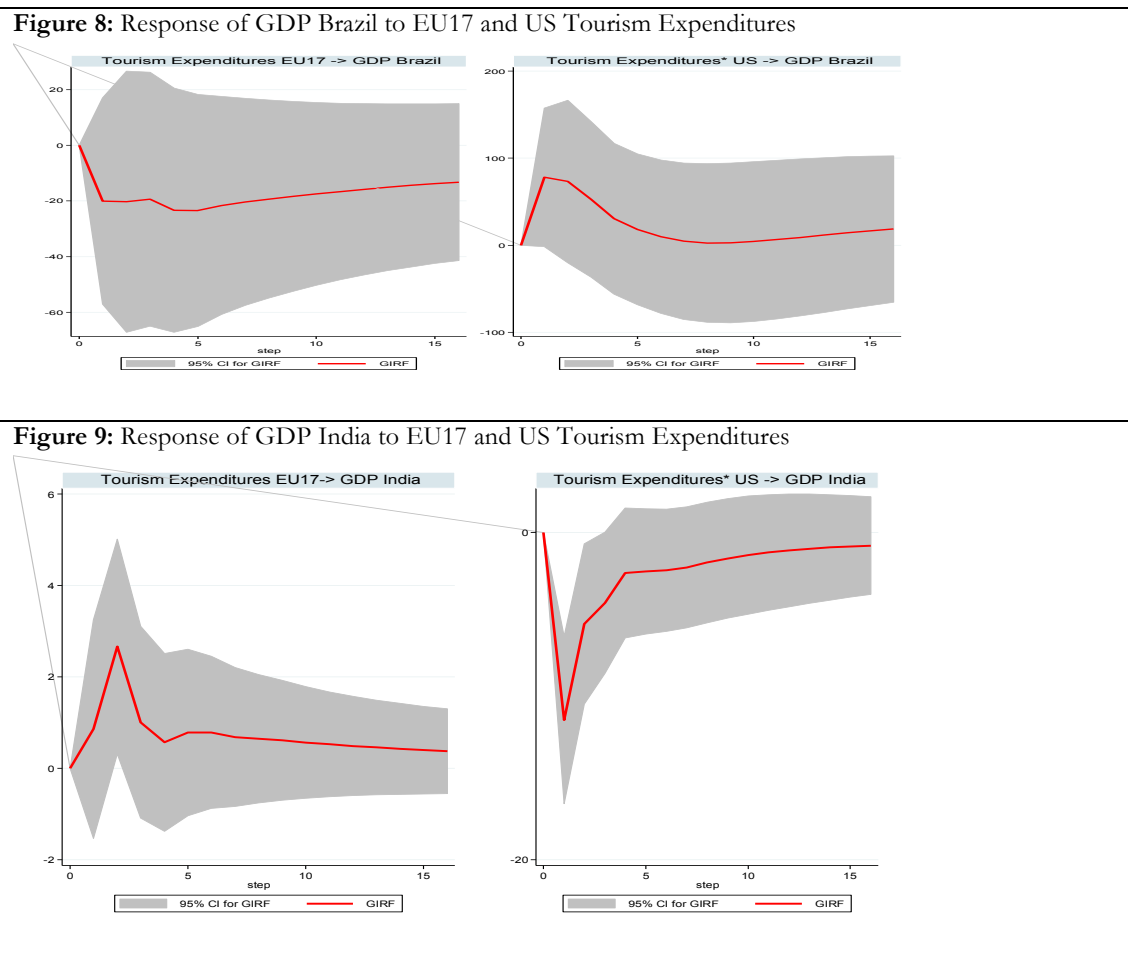 Figure 8: Response of GDP Brazil to EU17 and US Tourism Expenditures
Tourism Expenditures EU17 -> GDP Brazil
20
0
-20
-40
-60
0 5 10 15
step
95% CI for GIRF GIRF
Tourism Expenditures* US -> GDP Brazil
200
100
0
-100
0 5 10 15
step
95% CI for GIRF GIRF
Figure 9: Response of GDP India to EU17 and US Tourism Expenditures
Tourism Expenditures EU17-> GDP India
6
4
2
0
-2
0 5 10 15
step
95% CI for GIRF GIRF
Tourism Expenditures* US -> GDP India
0
-20
0 5 10 15
step
95% CI for GIRF GIRF